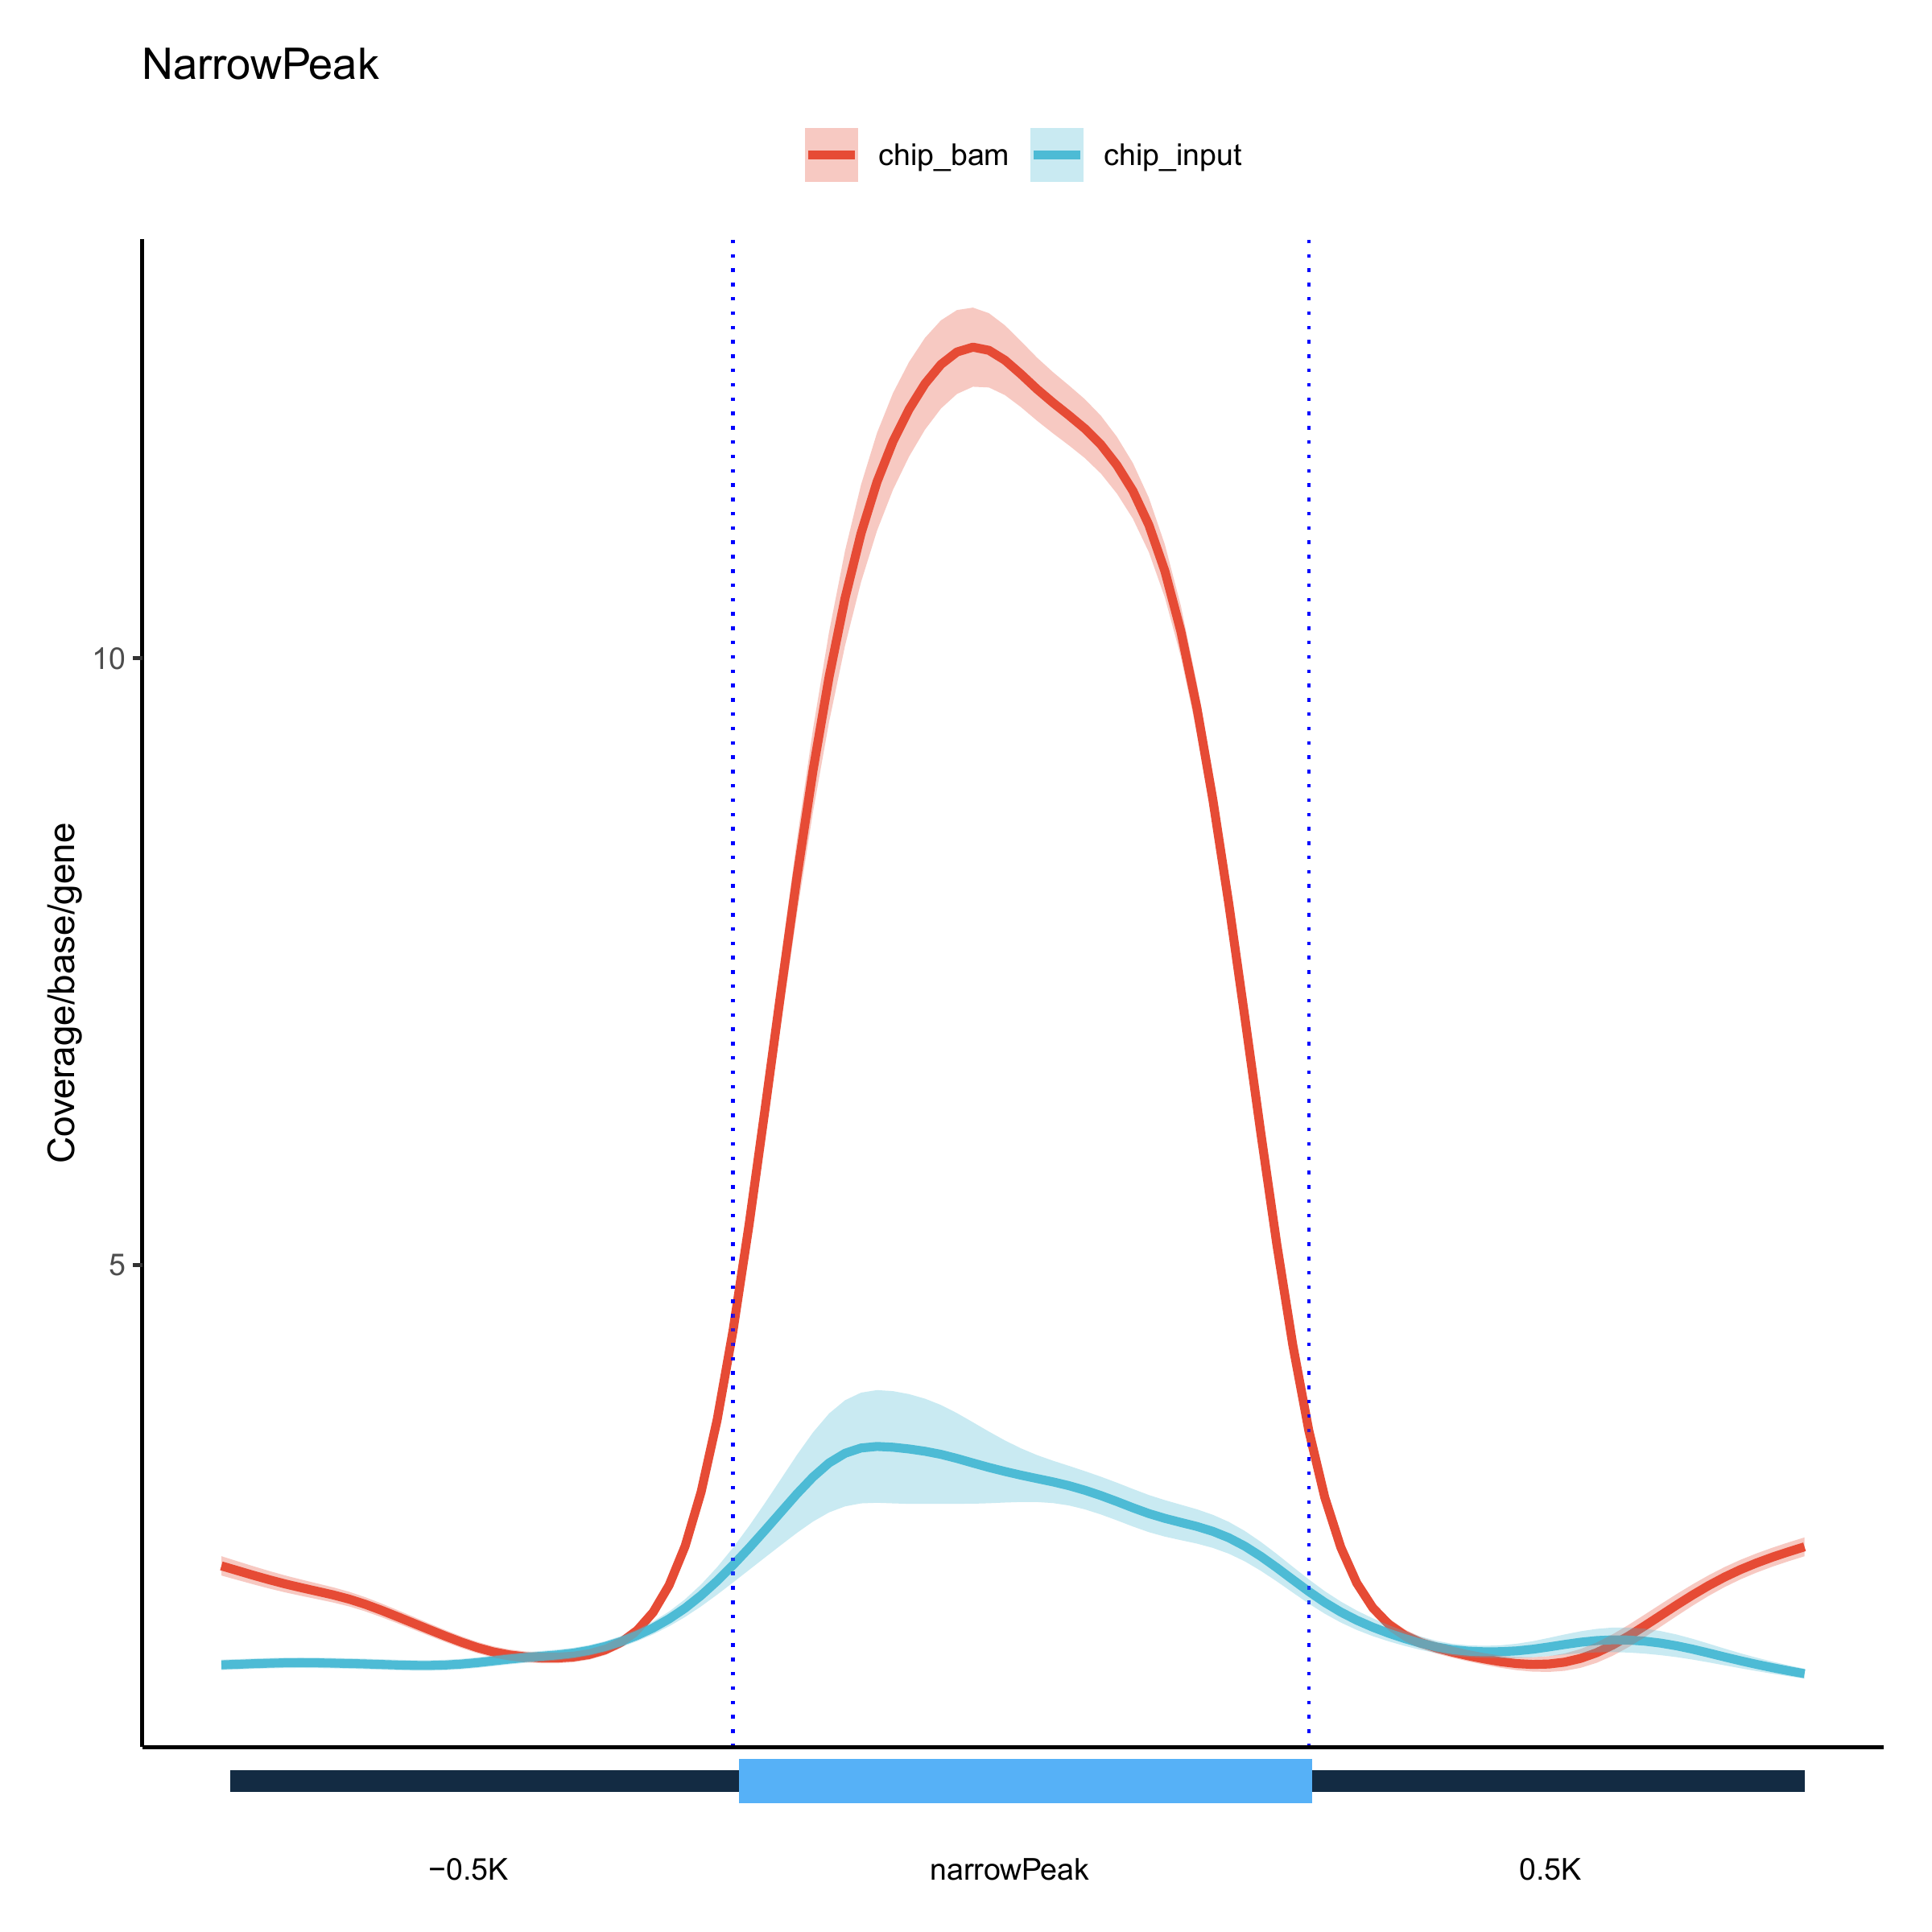 NarrowPeak
chip_bam chip_input
Coverage/base/gene
10
5
−0.5K narrowPeak 0.5K